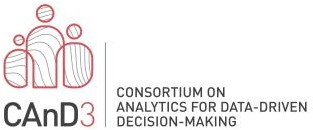 CAnD3
CONSORTIUM ON
ANALYTICS FOR DATA-DRIVEN
DECISION-MAKING